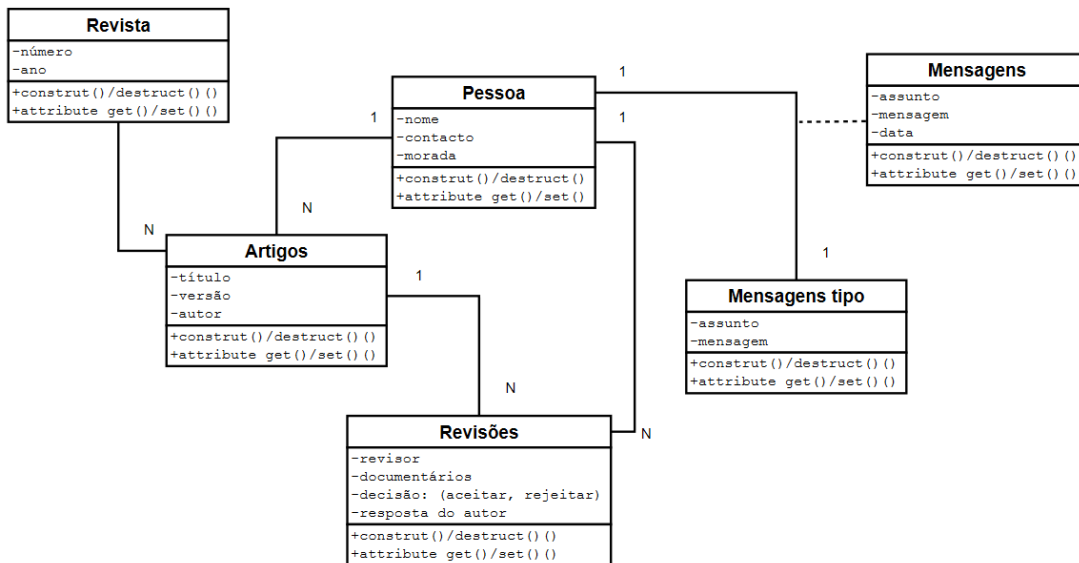 Revista
-número
-ano
+construt()/destruct()()
+attribute get()/set()()
Pessoa
-nome
-contacto
-morada
+construt()/destruct()
+attribute get()/set()
1
1
1
Mensagens
-assunto
-mensagem
-data
+construt()/destruct()()
+attribute get()/set()()
N
N
Artigos
-título
-versão
-autor
+construt()/destruct()()
+attribute get()/set()()
1
1
Mensagens tipo
-assunto
-mensagem
+construt()/destruct()()
+attribute get()/set()()
N
N
Revisões
-revisor
-documentários
-decisão: (aceitar, rejeitar)
-resposta do autor
+construt()/destruct()()
+attribute get()/set()()